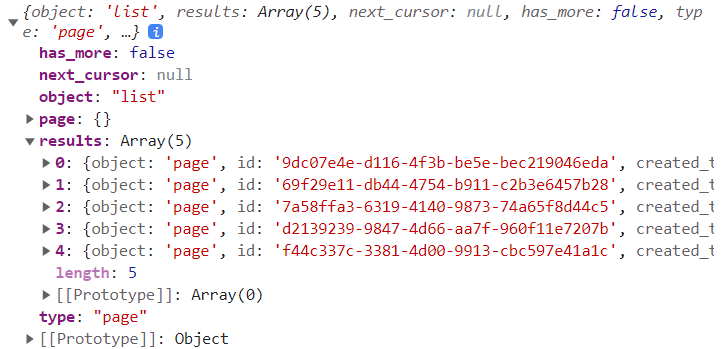 {object: 'list', results: Array(5), next_cursor: null, has_more: false, typ
e: 'page', …} i
has_more: false
next_cursor: null
object: "list"
page: {}
results: Array(5)
0: {object: 'page', id: '9dc07e4e-d116-4f3b-be5e-bec219046eda', created_t
1: {object: 'page', id: '69f29e11-db44-4754-b911-c2b3e6457b28', created_t
2: {object: 'page', id: '7a58ffa3-6319-4140-9873-74a65f8d44c5', created_t
3: {object: 'page', id: 'd2139239-9847-4d66-aa7f-960f11e7207b', created_t
4: {object: 'page', id: 'f44c337c-3381-4d00-9913-cbc597e41a1c', created_t
length: 5
[[Prototype]]: Array(0)
type: "page"
[[Prototype]]: Object